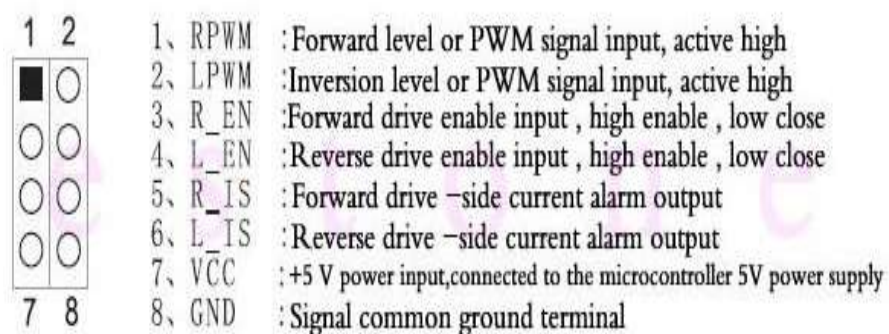 1 2
1、RPWM :Forward level or PWM signal input, active high
2、LPWM :Inversion level or PWM signal input, active high
3、R_EN :Forward drive enable input , high enable , low close
4、L_EN :Reverse drive enable input , high enable , low close
5、R_IS :Forward drive -side current alarm output
6、L_IS :Reverse drive -side current alarm output
7、VCC :+5 V power input,connected to the microcontroller 5V power supply
7 8
8、GND :Signal common ground terminal